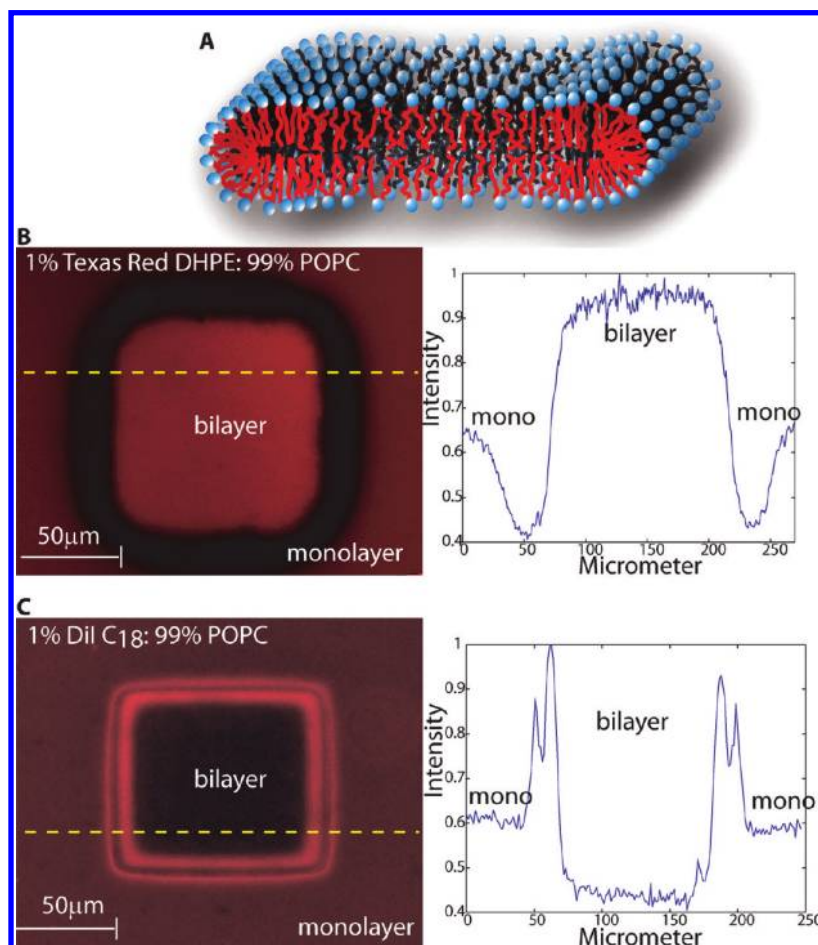 A
B
1% Texas Red DHPE: 99% POPC
bilayer
50μm
monolayer
1
0.9
0.8
0.7
0.6
0.5
0.4
Intensity
mono
bilayer
mono
0
50
100
150
200
250
Micrometer
C
1% DiI C18: 99% POPC
bilayer
50μm
monolayer
1
0.9
0.8
0.7
0.6
0.5
0.4
Intensity
mono
bilayer
mono
0
50
100
150
200
250
Micrometer